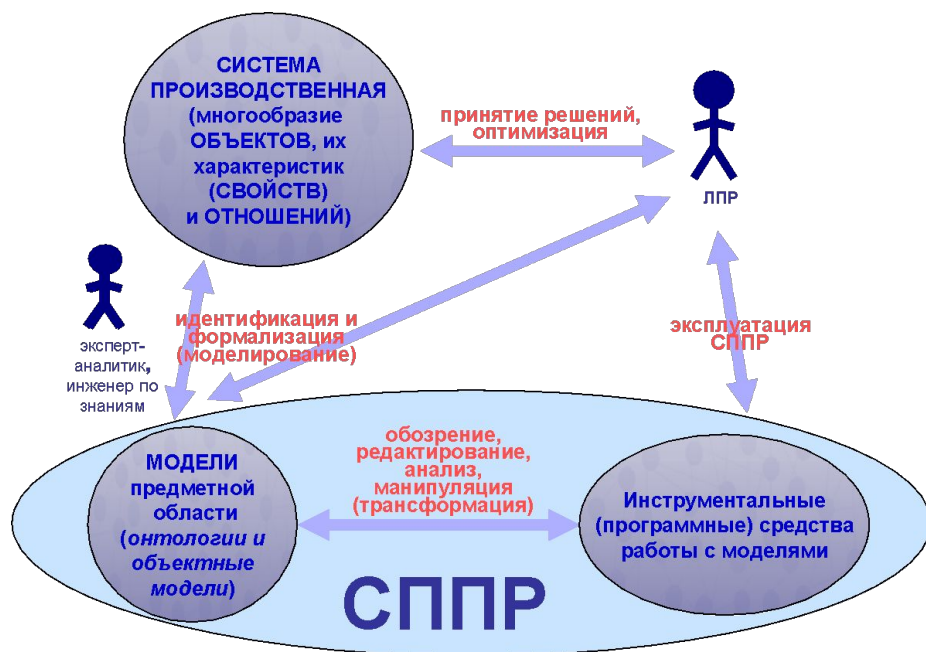 СИСТЕМА
ПРОИЗВОДСТВЕННАЯ
(многообразие
ОБЪЕКТОВ, их
характеристик
(СВОЙСТВ)
и ОТНОШЕНИЙ)
принятие решений,
оптимизация
ЛПР
эксперт-
аналитик,
инженер по
знаниям
идентификация и
формализация
(моделирование)
эксплуатация
СППР
МОДЕЛИ
предметной
области
(онтологии и
объектные
модели)
обозрение,
редактирование,
анализ,
манипуляция
(трансформация)
Инструментальные
(программные) средства
работы с моделями
СППР